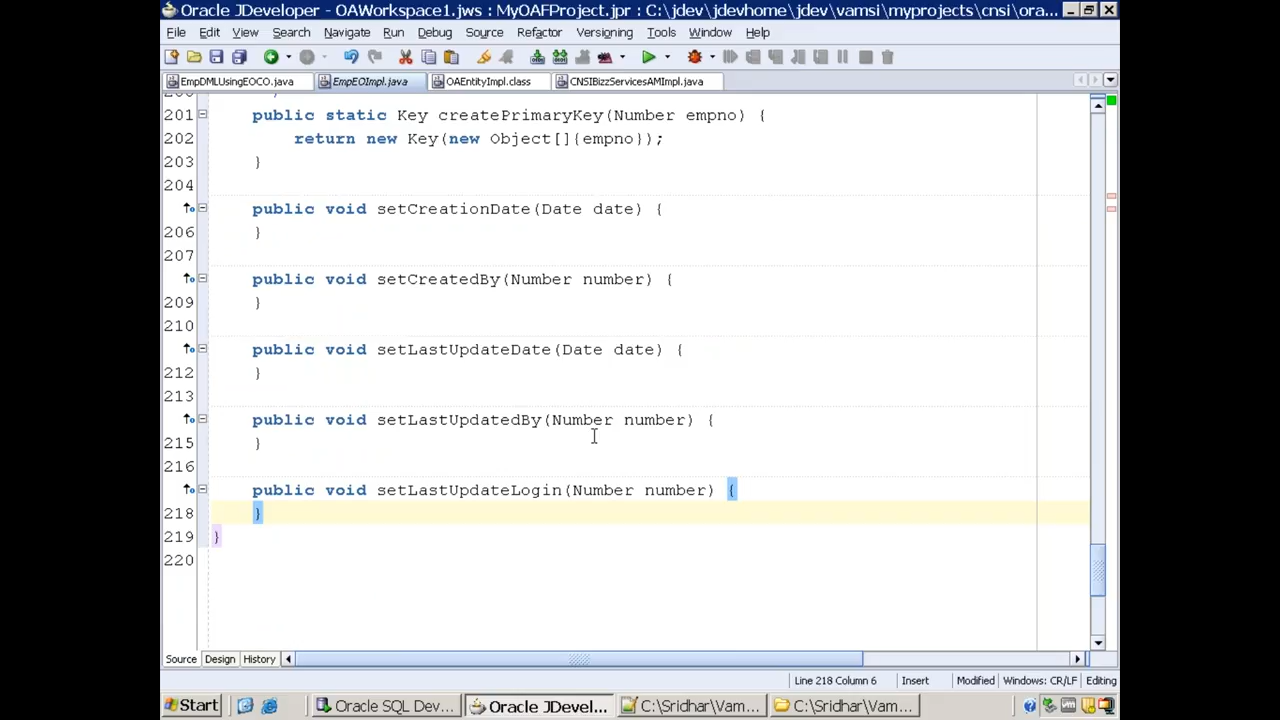 Oracle JDeveloper - OAWorkspace1.jws : MyOAFProject.jpr : C:\jdev\jdevhome\jdev\vamsi\myprojects\cnsi\ora...
File Edit View Search Navigate Run Debug Source Refactor Versioning Tools Window Help
EmpDMLUsingEOCO.java EmpEOImpl.java OAEntityImpl.class CNSIBizzServicesAMImpl.java
201 public static Key createPrimaryKey(Number empno) {
202 return new Key(new Object[]{empno});
203 }
204
public void setCreationDate(Date date) {
206 }
207
public void setCreatedBy(Number number) {
209 }
210
public void setLastUpdateDate(Date date) {
212 }
213
public void setLastUpdatedBy(Number number) {
215 }
216
public void setLastUpdateLogin(Number number) {
218 }
219 }
220
Source Design History
Line 218 Column 6 Insert Modified Windows: CR/LF Editing
Start Oracle SQL Dev... Oracle JDevel... C:\Sridhar\Vam... C:\Sridhar\Vam...